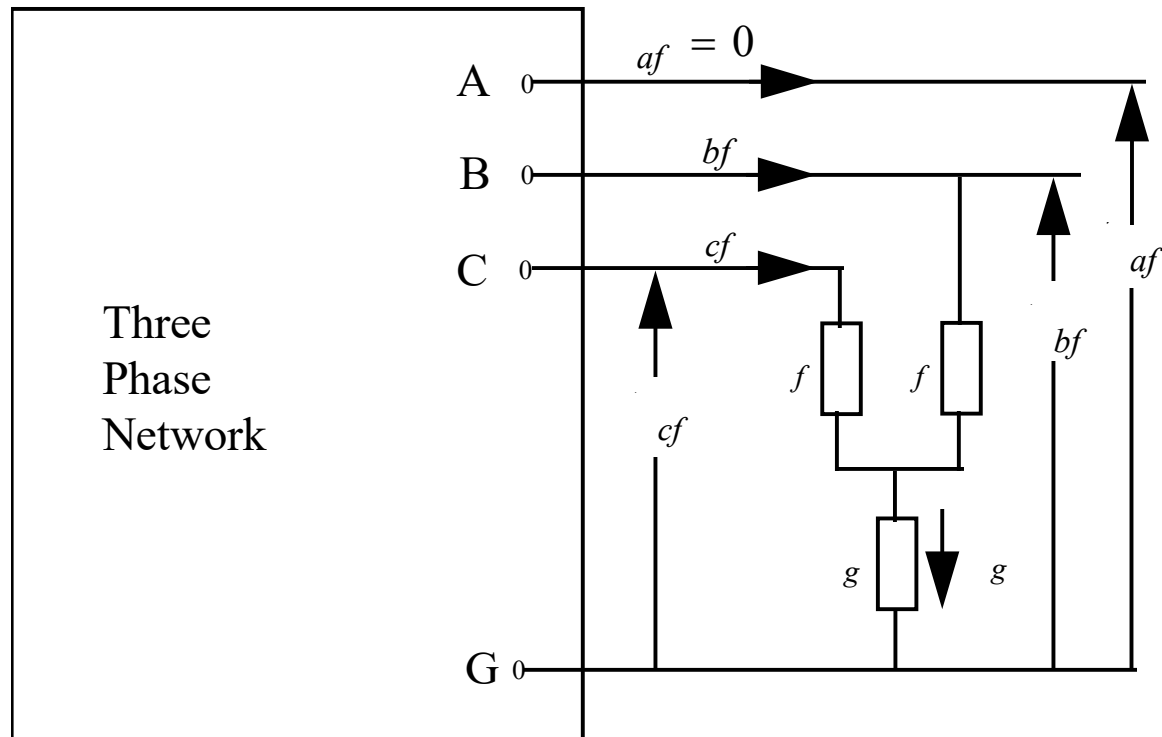 af = 0
A 0
bf
B 0
cf
C 0
af
Three
Phase
Network
bf
f f
cf
g g
G 0